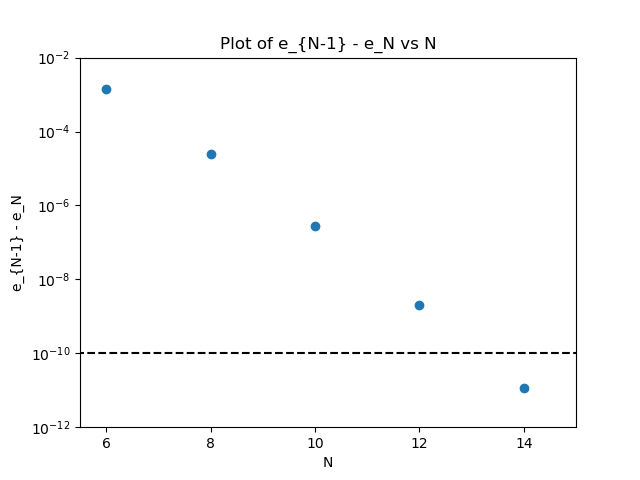 Plot of e_{N-1} - e_N vs N
10⁻²
10⁻⁴
10⁻⁶
10⁻⁸
10⁻¹⁰
10⁻¹²
e_{N-1} - e_N
6 8 10 12 14
N